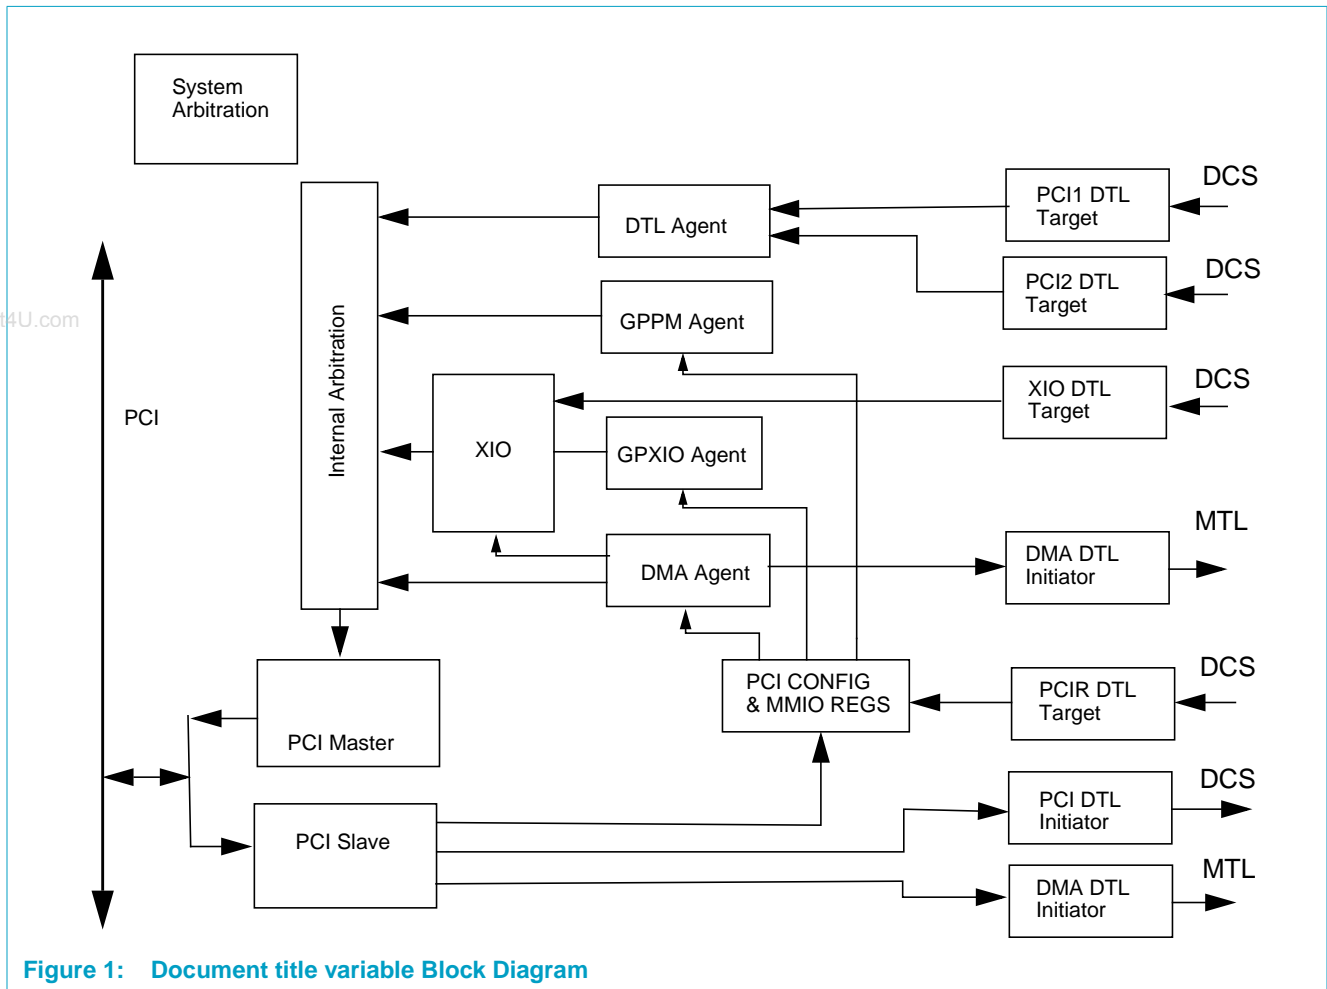 System
Arbitration
PCI1 DTL
Target
DCS
DTL Agent
PCI2 DTL
Target
DCS
t4U.com
GPPM Agent
Internal Arbitration
XIO DTL
Target
DCS
PCI
XIO
GPXIO Agent
MTL
DMA Agent
DMA DTL
Initiator
PCI CONFIG
& MMIO REGS
PCIR DTL
Target
DCS
PCI Master
PCI DTL
Initiator
DCS
PCI Slave
DMA DTL
Initiator
MTL
Figure 1: Document title variable Block Diagram